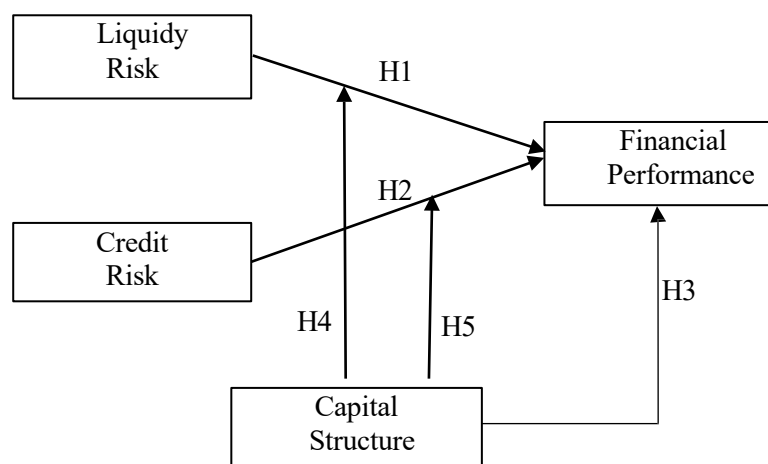 Liquidy
Risk
H1
Financial
Performance
H2
Credit
Risk
H3
H4
H5
Capital
Structure